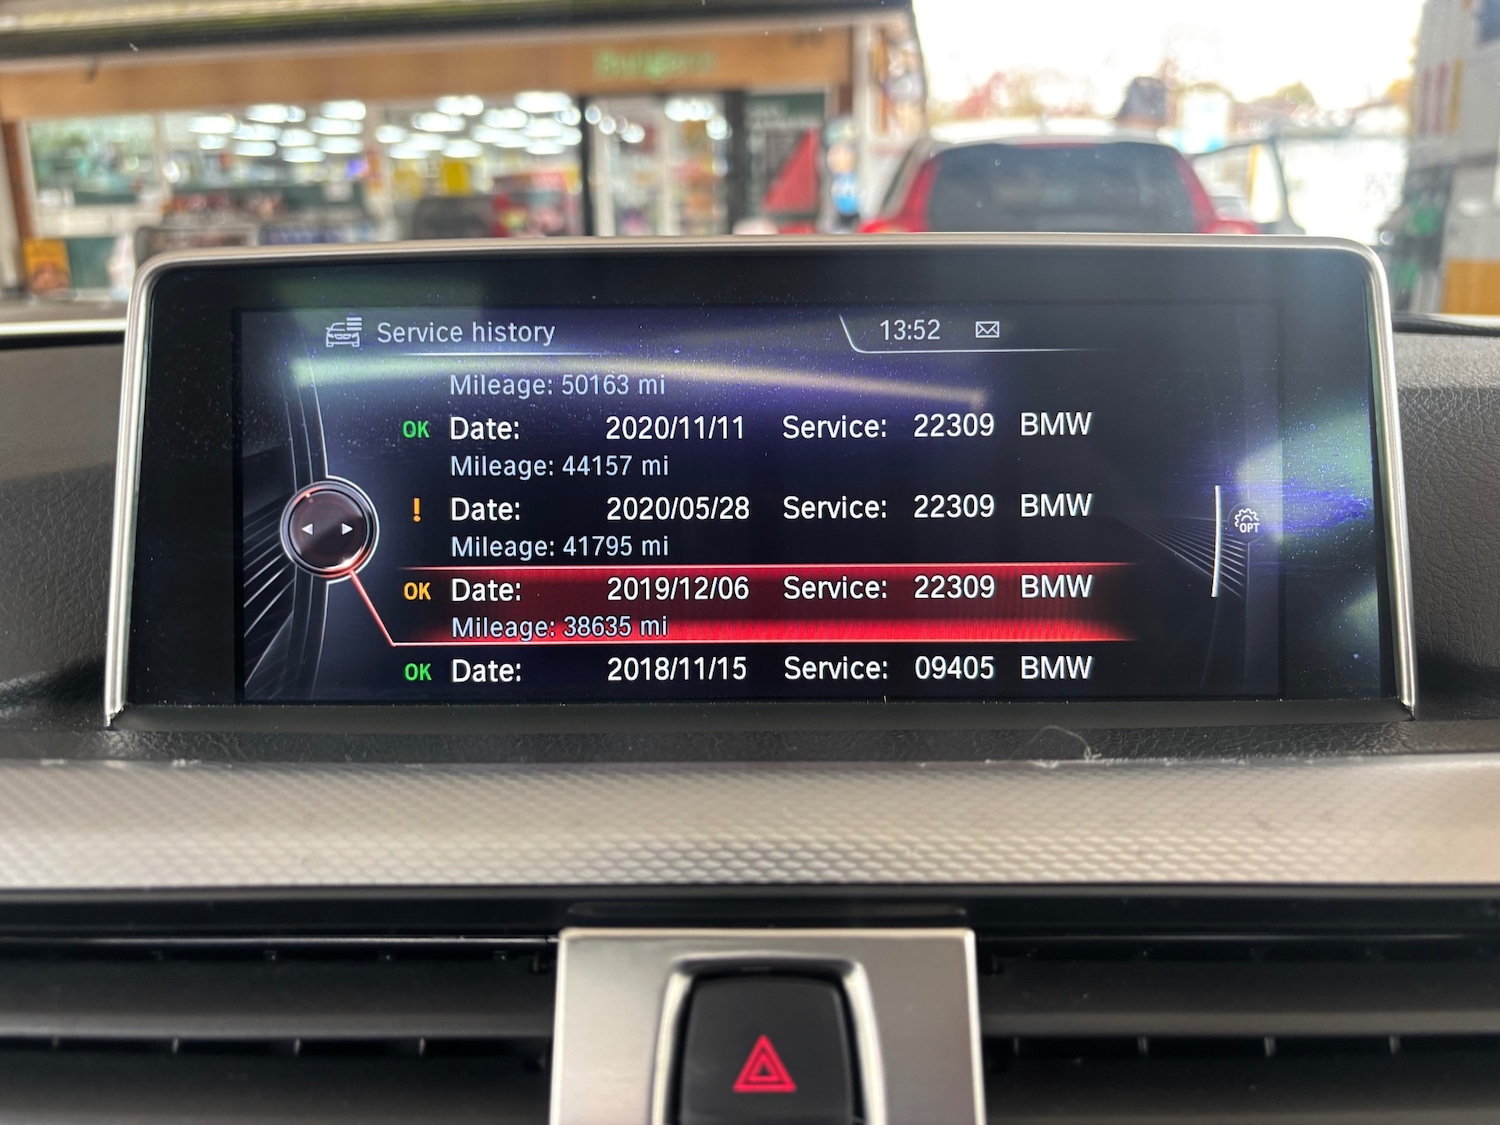 Service history 13:52
Mileage: 50163 mi
OK Date: 2020/11/11 Service: 22309 BMW
Mileage: 44157 mi
! Date: 2020/05/28 Service: 22309 BMW
Mileage: 41795 mi
OK Date: 2019/12/06 Service: 22309 BMW
Mileage: 38635 mi
OK Date: 2018/11/15 Service: 09405 BMW
OPT